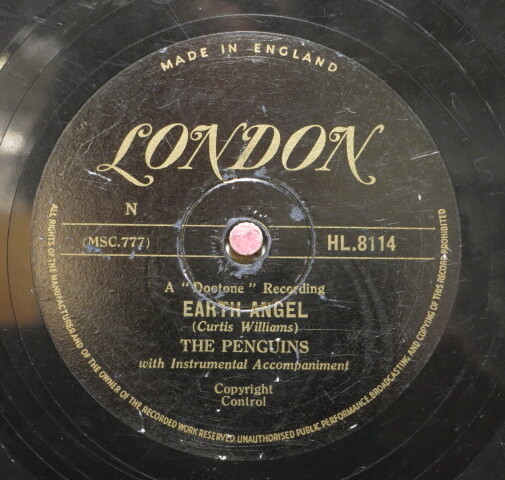 MADE IN ENGLAND
LONDON
N
(MSC.777)
HL.8114
A "Dootone" Recording
EARTH ANGEL
(Curtis Williams)
THE PENGUINS
with Instrumental Accompaniment
Copyright
Control
ALL RIGHTS OF THE MANUFACTURER AND OF THE OWNER OF THE RECORDED WORK RESERVED. UNAUTHORISED PUBLIC PERFORMANCE, BROADCASTING AND COPYING OF THIS RECORD PROHIBITED